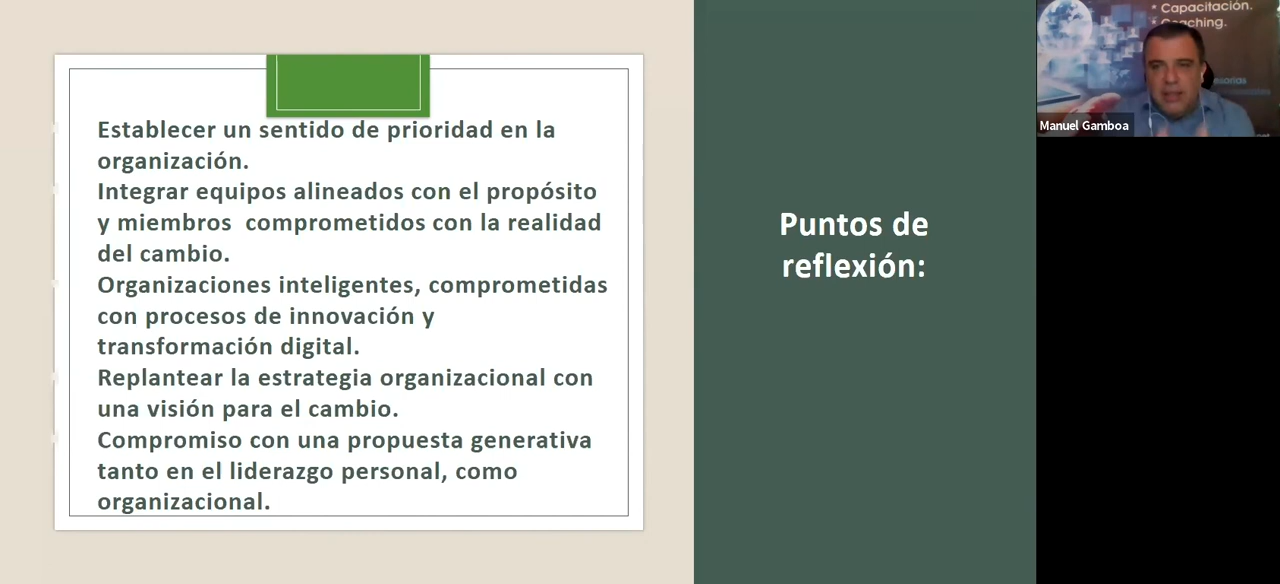 Establecer un sentido de prioridad en la
organización.
Integrar equipos alineados con el propósito
y miembros  comprometidos con la realidad
del cambio.
Organizaciones inteligentes, comprometidas
con procesos de innovación y
transformación digital.
Replantear la estrategia organizacional con
una visión para el cambio.
Compromiso con una propuesta generativa
tanto en el liderazgo personal, como
organizacional.
Puntos de
reflexión:
* Capacitación.
* Coaching.
Manuel Gamboa